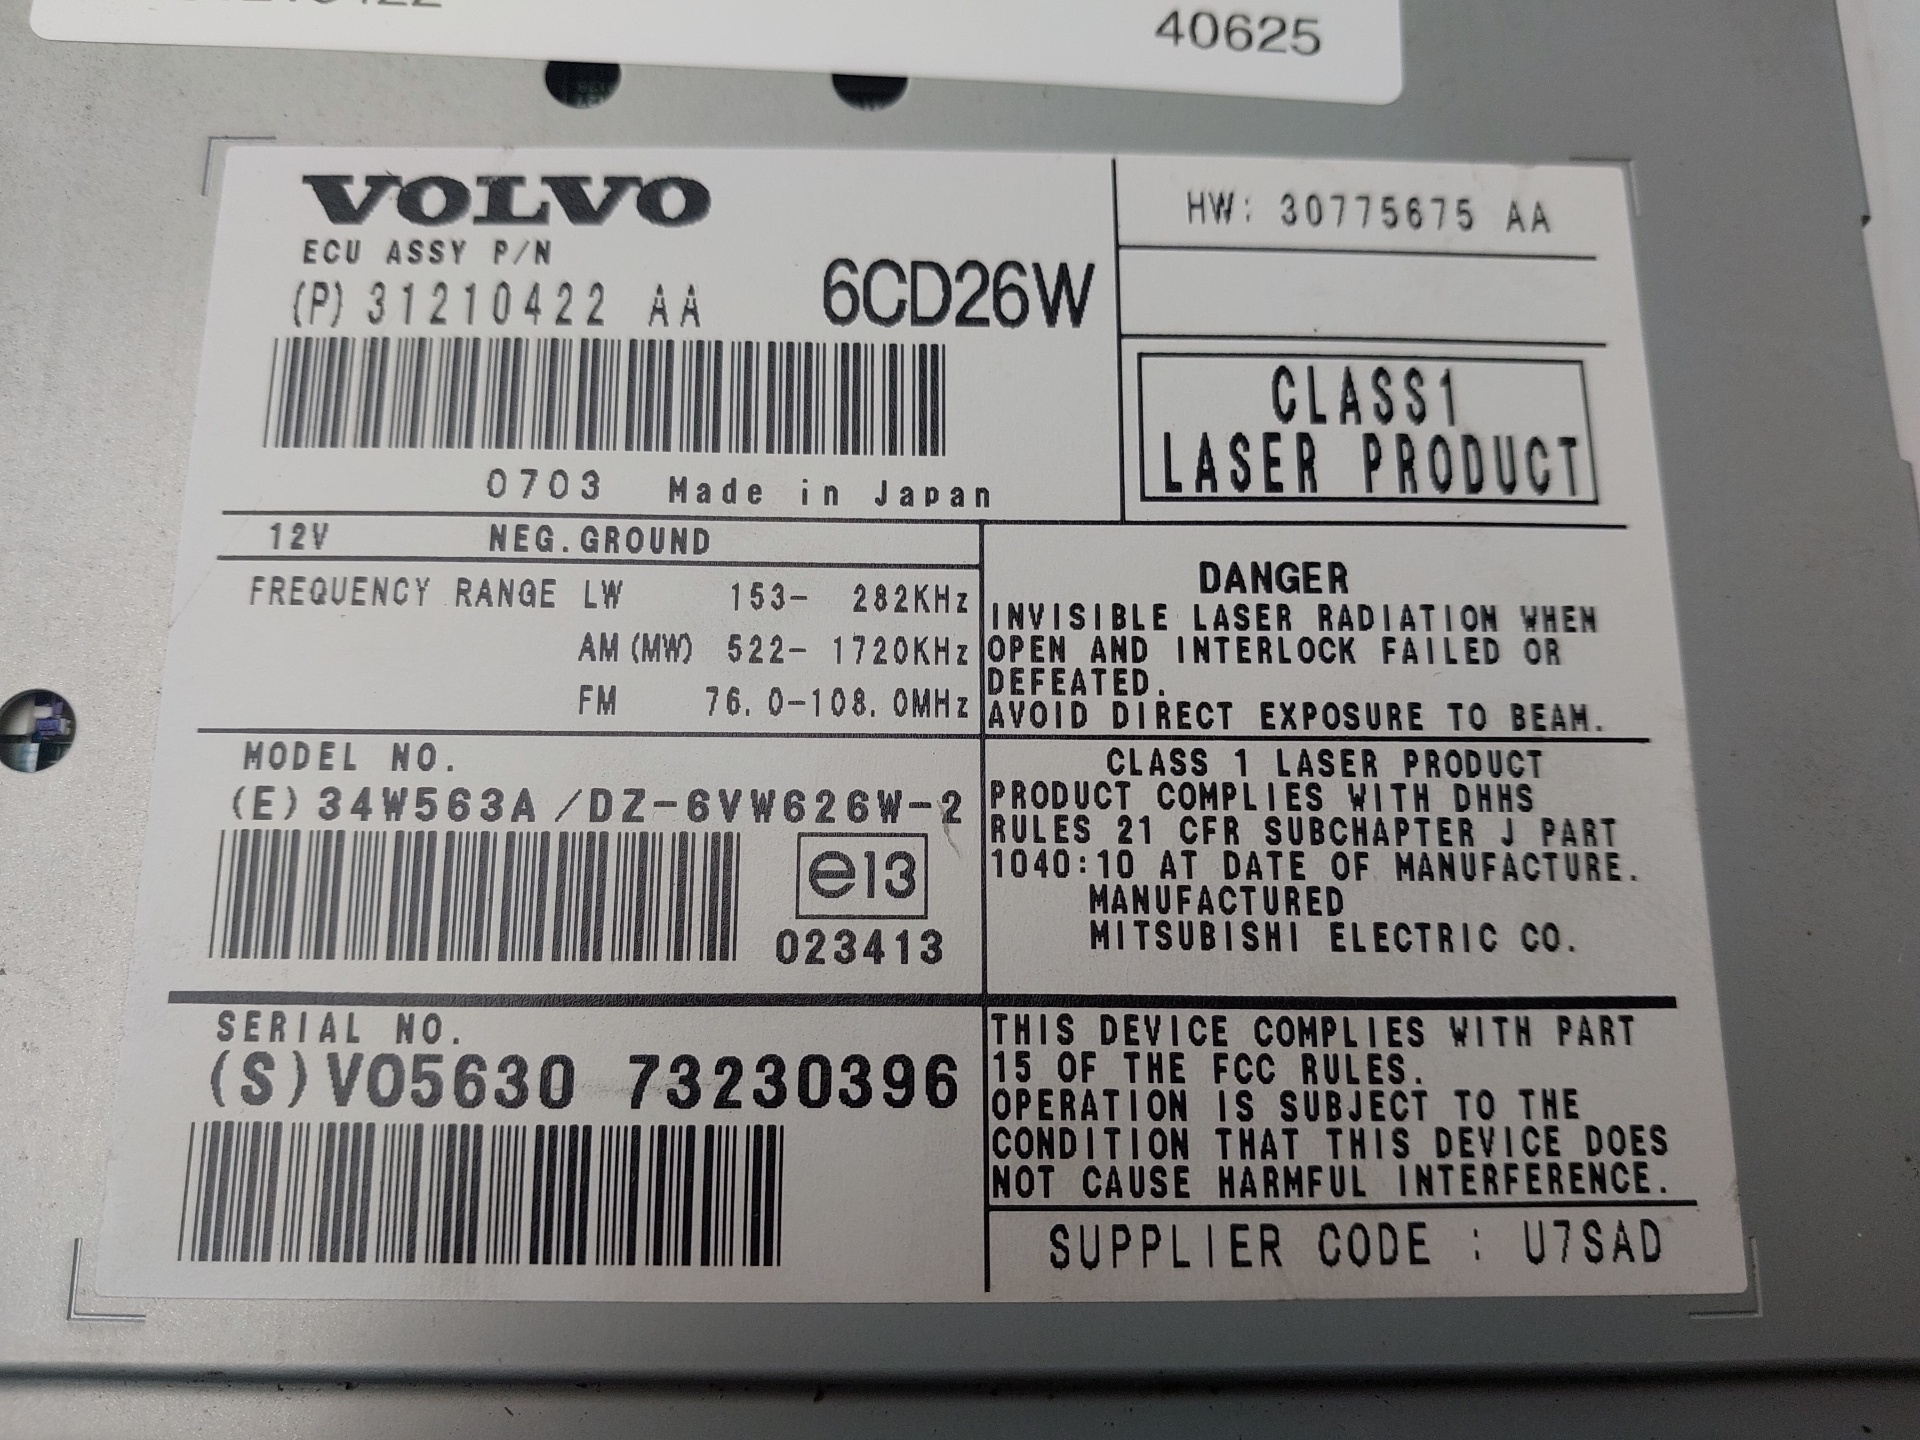 40625
VOLVO
ECU ASSY P/N
(P) 31210422 AA
6CD26W
0703 Made in Japan
HW: 30775675 AA
CLASS1
LASER PRODUCT
12V NEG.GROUND
FREQUENCY RANGE LW 153- 282KHz
AM (MW) 522- 1720KHz
FM 76.0-108.0MHz
DANGER
INVISIBLE LASER RADIATION WHEN
OPEN AND INTERLOCK FAILED OR
DEFEATED.
AVOID DIRECT EXPOSURE TO BEAM.
MODEL NO.
(E) 34W563A /DZ-6VW626W-2
e13
023413
CLASS 1 LASER PRODUCT
PRODUCT COMPLIES WITH DHHS
RULES 21 CFR SUBCHAPTER J PART
1040:10 AT DATE OF MANUFACTURE.
MANUFACTURED
MITSUBISHI ELECTRIC CO.
SERIAL NO.
(S) VO5630 73230396
THIS DEVICE COMPLIES WITH PART
15 OF THE FCC RULES.
OPERATION IS SUBJECT TO THE
CONDITION THAT THIS DEVICE DOES
NOT CAUSE HARMFUL INTERFERENCE.
SUPPLIER CODE : U7SAD